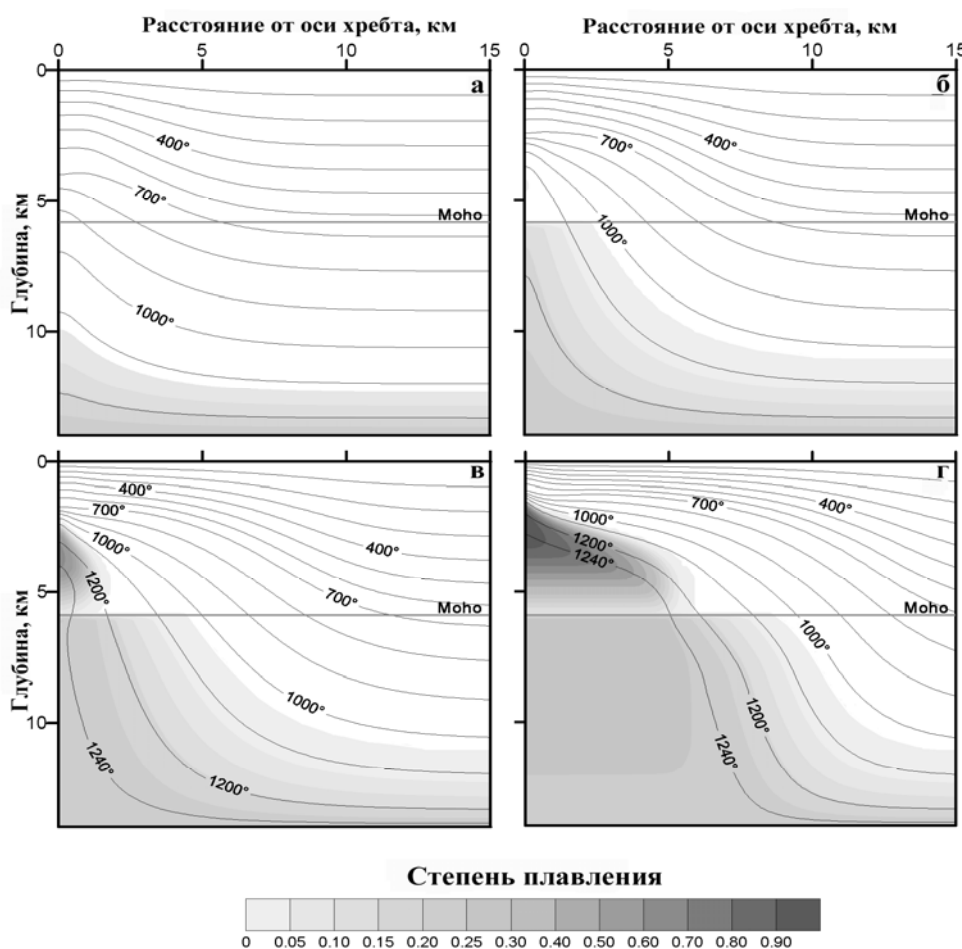 Расстояние от оси хребта, км
Расстояние от оси хребта, км
0 5 10 15
0 5 10 15
0
5
10
Глубина, км
а
400°
700°
1000°
Moho
б
400°
700°
1000°
Moho
0
5
10
Глубина, км
в
400°
700°
1000°
1200°
400°
700°
Moho
1000°
1200°
1240°
г
400°
700°
1000°
1200°
1240°
Moho
1000°
1200°
1240°
Степень плавления
0 0.05 0.10 0.15 0.20 0.25 0.30 0.40 0.50 0.60 0.70 0.80 0.90